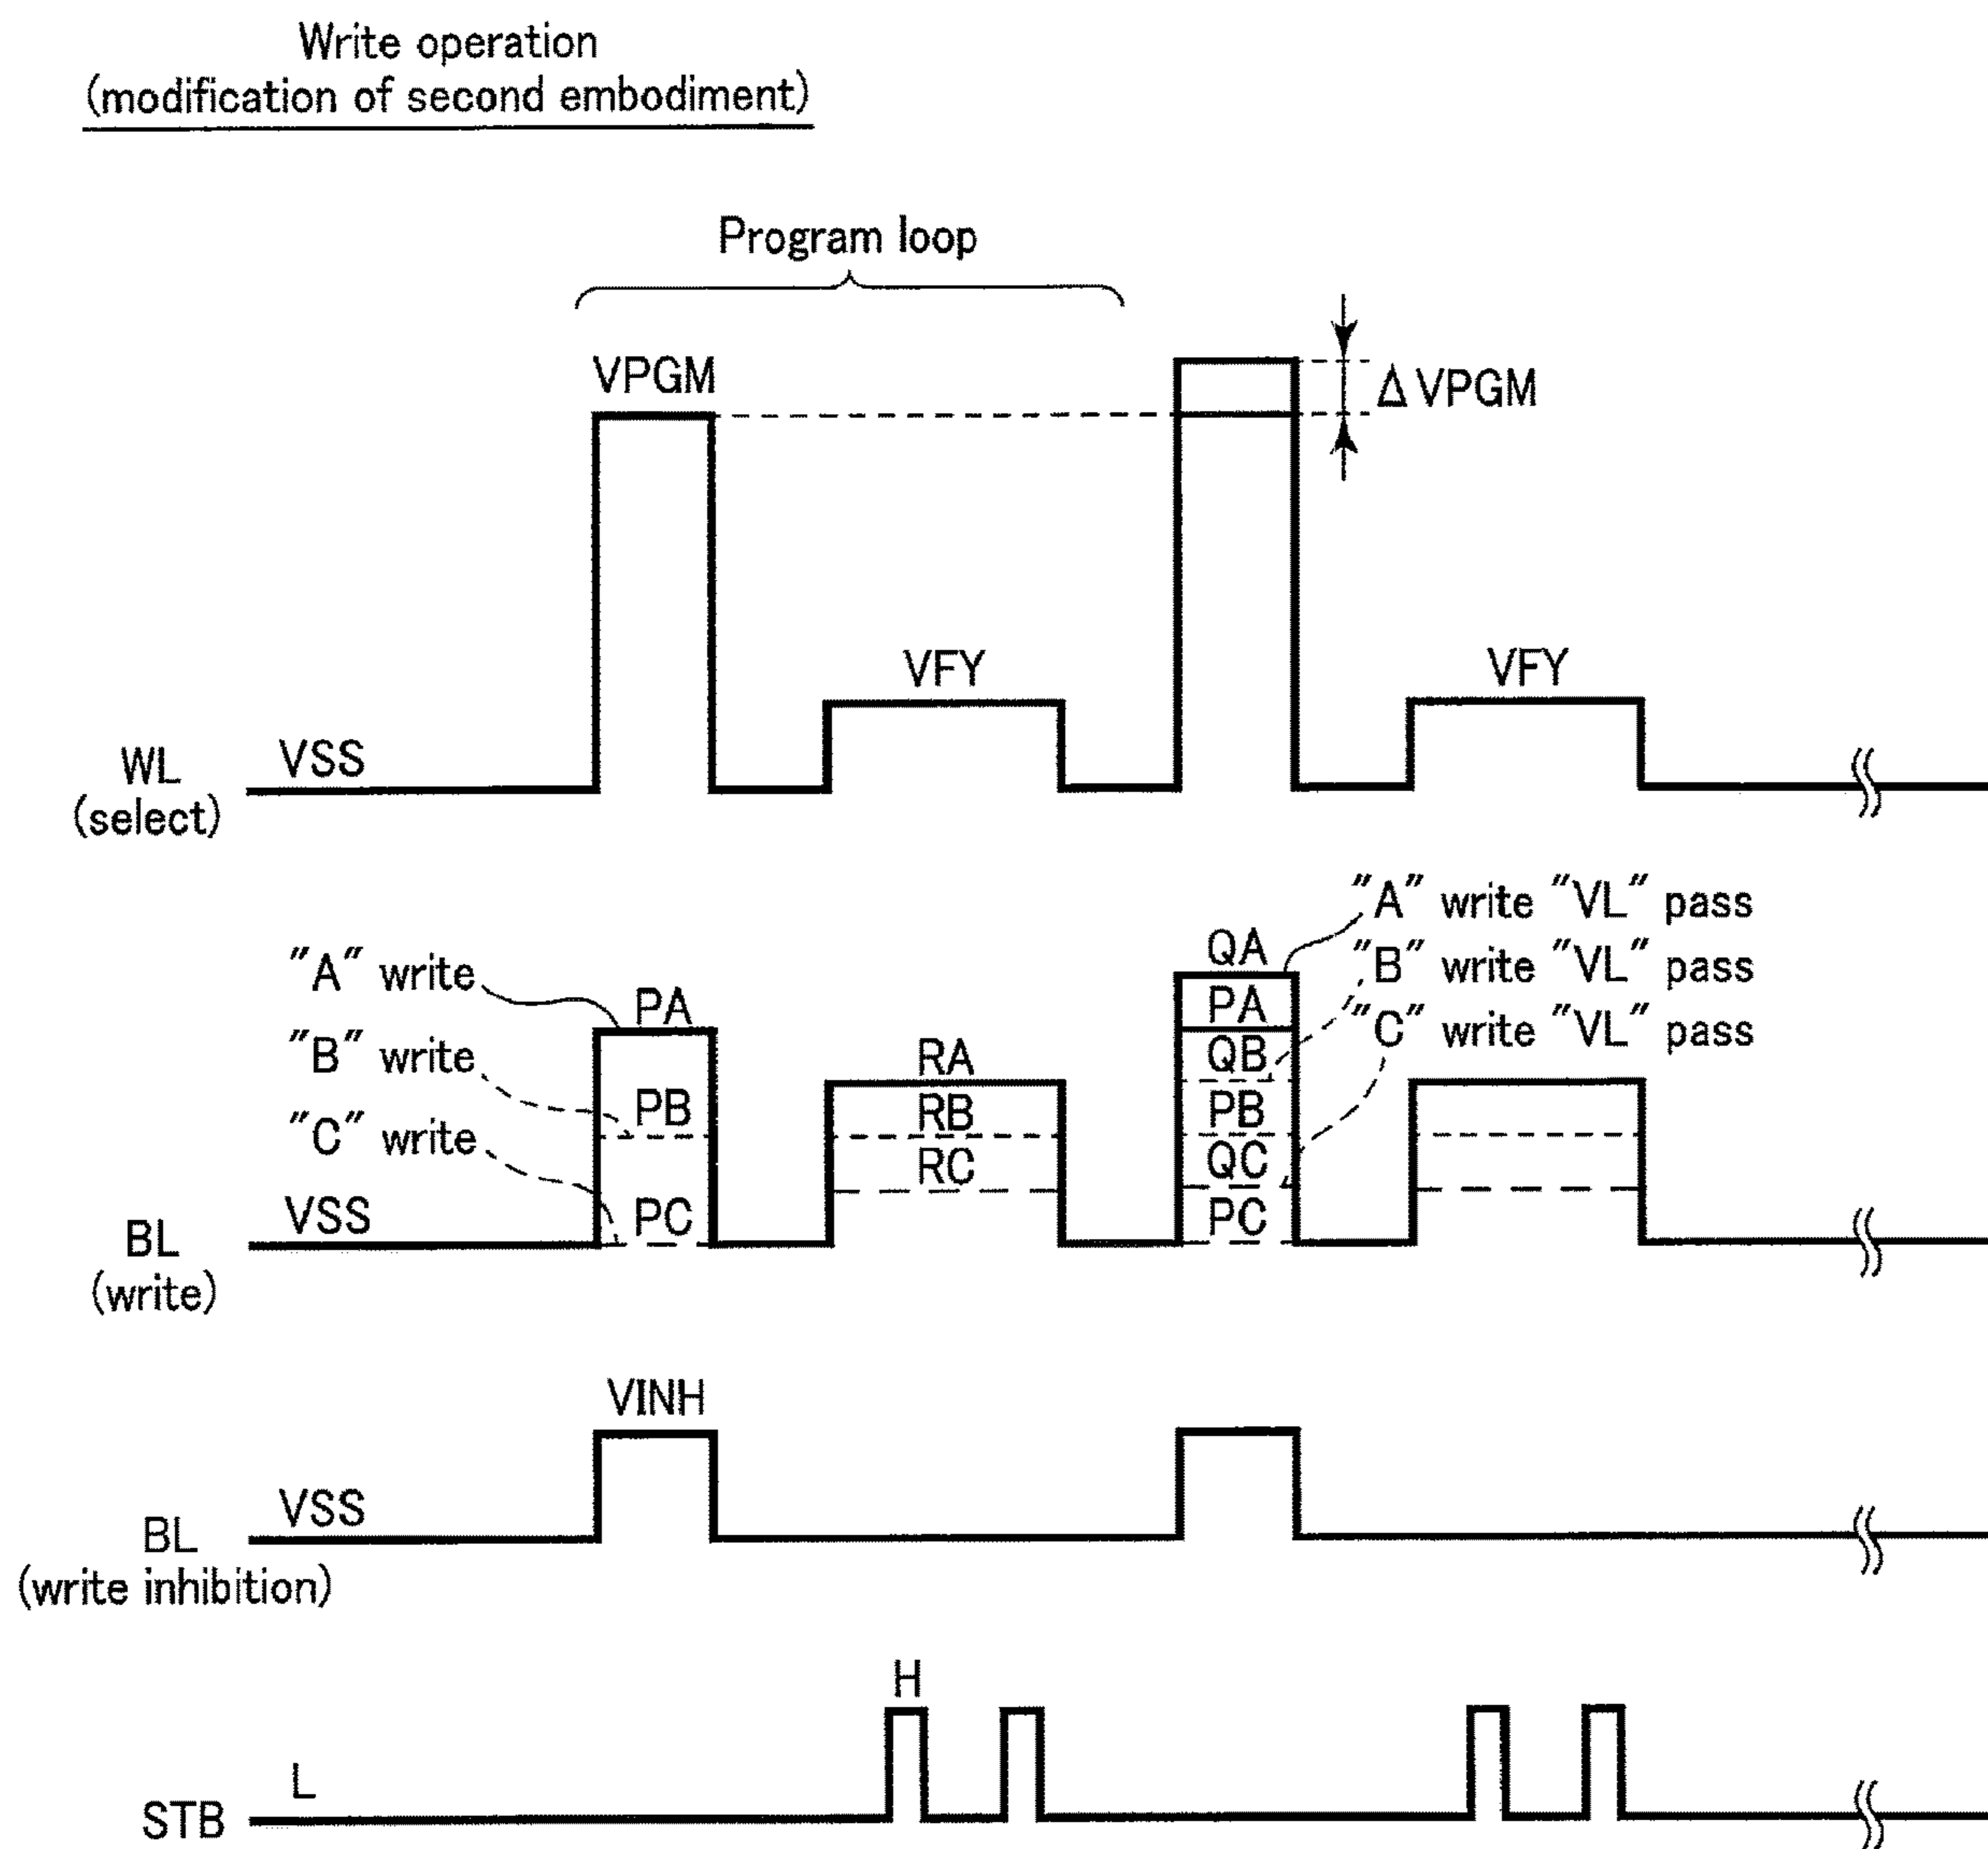 Write operation
(modification of second embodiment)
Program loop
VPGM
Δ VPGM
VFY
VFY
WL
(select)
VSS
"A" write "VL" pass
"B" write "VL" pass
"C" write "VL" pass
"A" write
"B" write
"C" write
PA
PB
PC
RA
RB
RC
QA
PA
QB
PB
QC
PC
VSS
BL
(write)
VINH
VSS
BL
(write inhibition)
H
L
STB